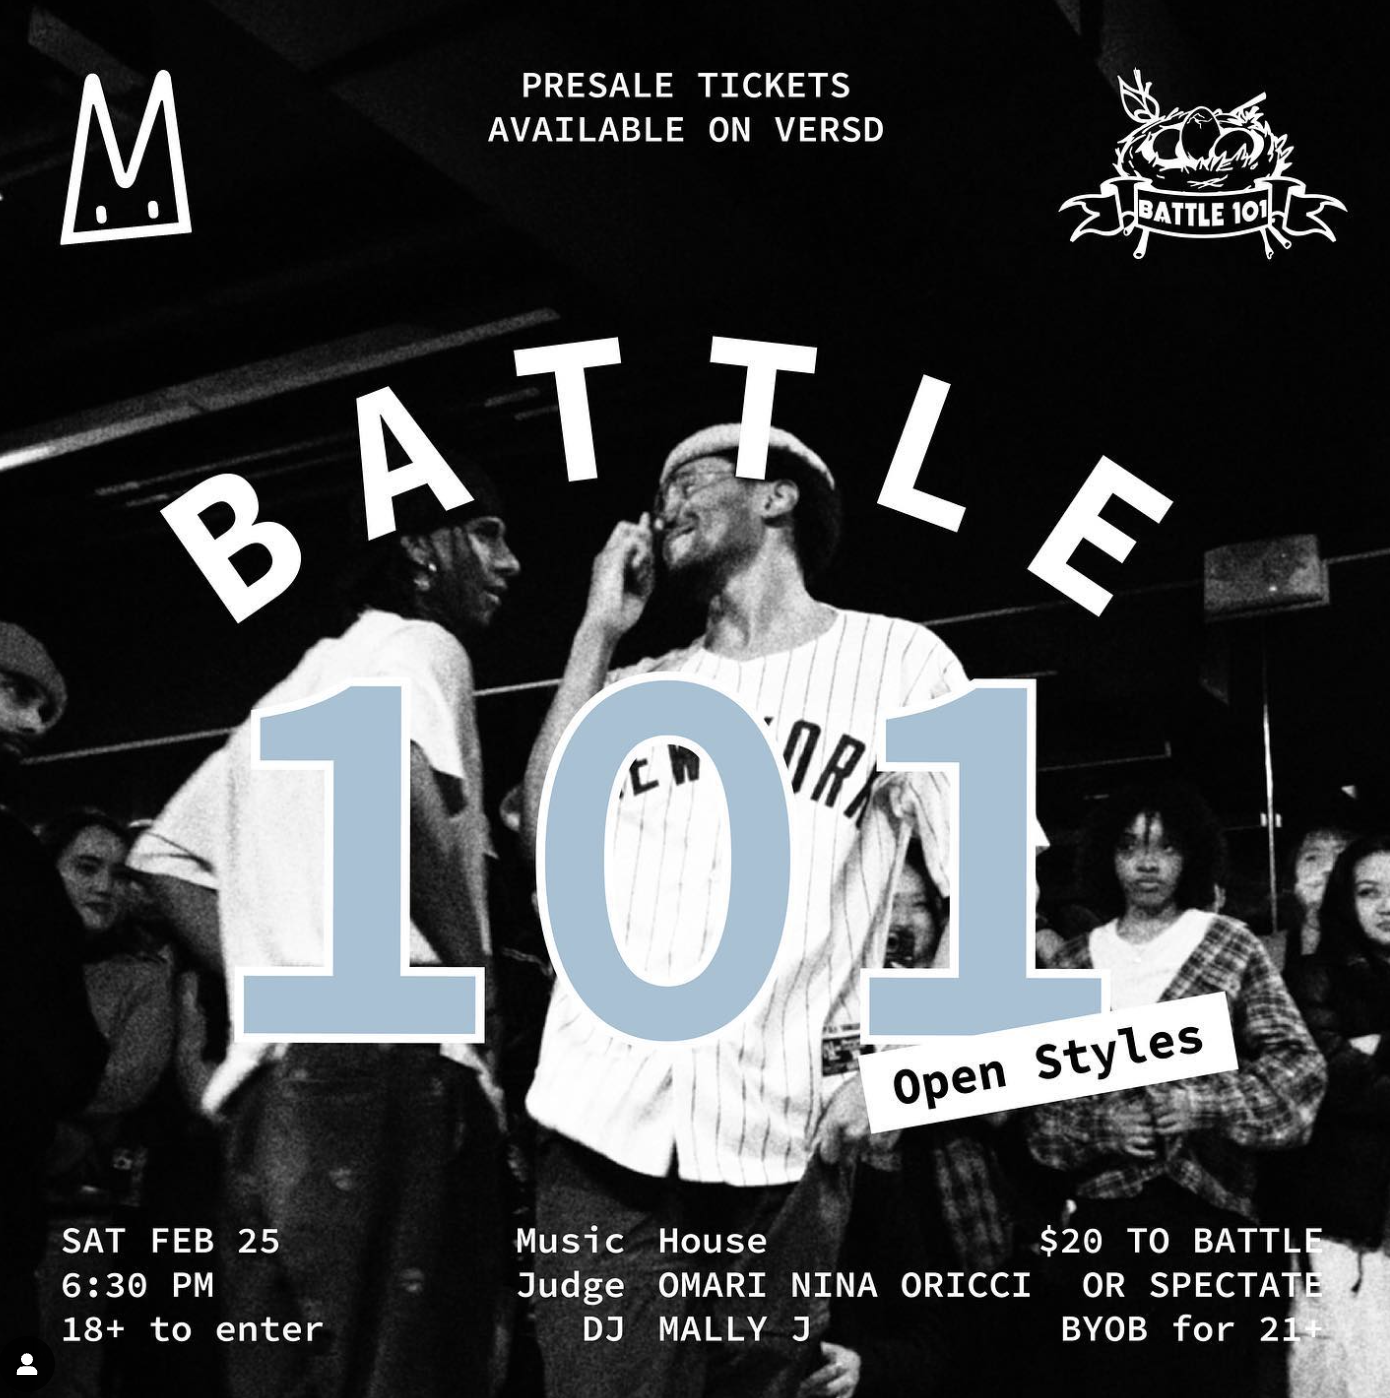 PRESALE TICKETS
AVAILABLE ON VERSD
BATTLE 101
BATTLE
101
Open Styles
SAT FEB 25
6:30 PM
18+ to enter
Music House
Judge OMARI NINA ORICCI
DJ MALLY J
$20 TO BATTLE
OR SPECTATE
BYOB for 21+